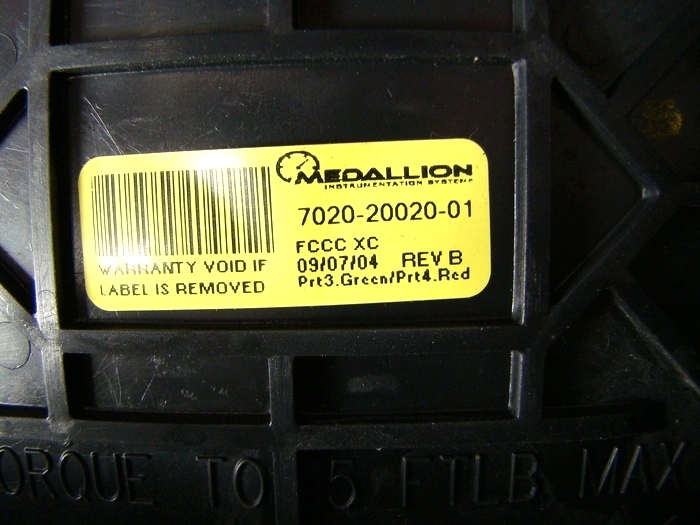 MEDALLION
INSTRUMENTATION SYSTEMS
7020-20020-01
FCCC XC
09/07/04 REV B
Prt3.Green/Prt4.Red
WARRANTY VOID IF
LABEL IS REMOVED
TORQUE TO 5 FTLB MAX